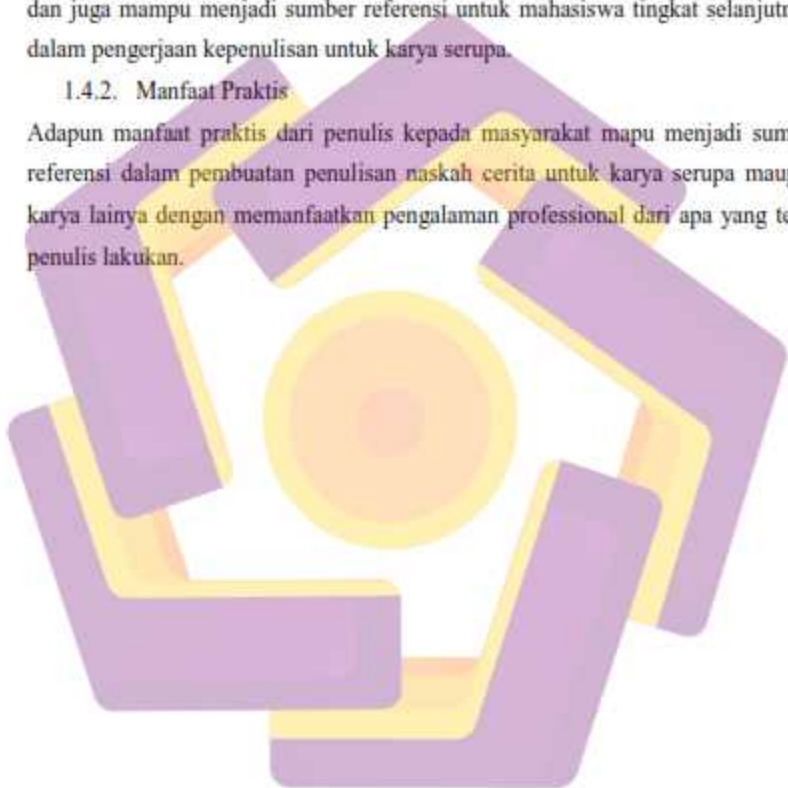 dan juga mampu menjadi sumber referensi untuk mahasiswa tingkat selanjutn
dalam pengerjaan kepenulisan untuk karya serupa.
1.4.2. Manfaat Praktis
Adapun manfaat praktis dari penulis kepada masyarakat mapu menjadi sum
referensi dalam pembuatan penulisan naskah cerita untuk karya serupa maup
karya lainya dengan memanfaatkan pengalaman professional dari apa yang te
penulis lakukan.